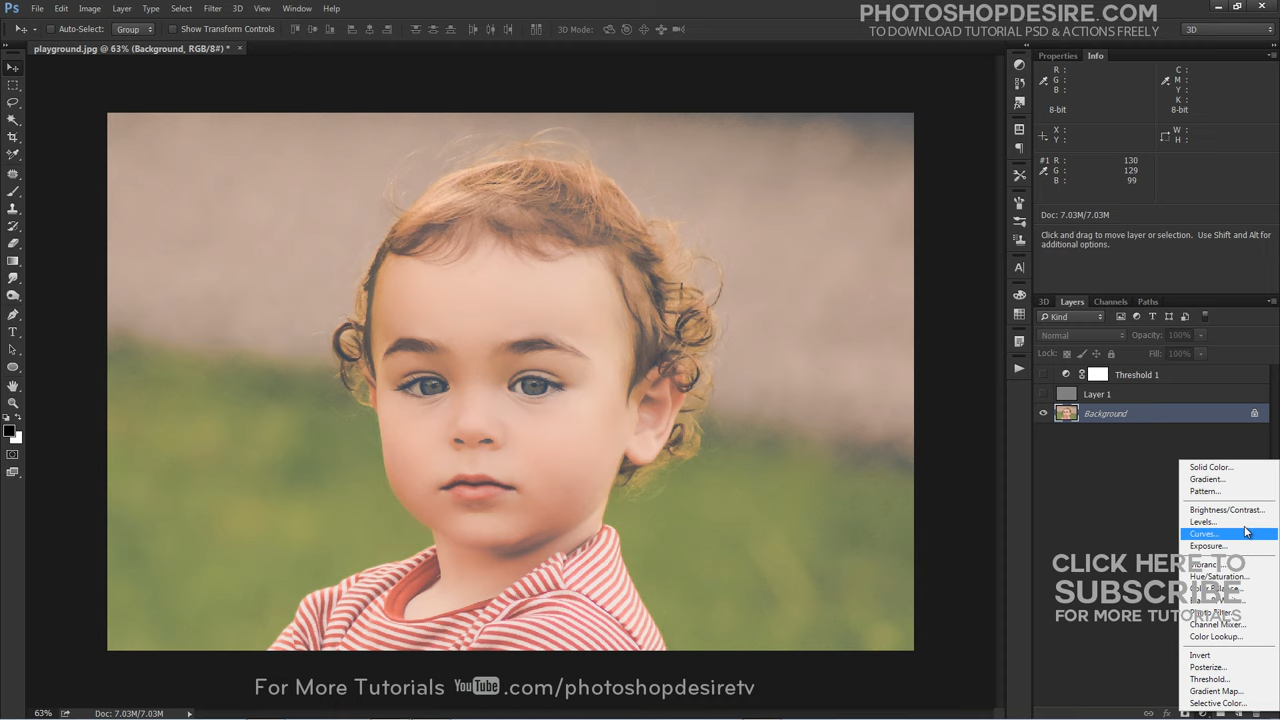 Ps File Edit Image Layer Type Select Filter 3D View Window Help
PHOTOSHOPDESIRE.COM
Auto-Select: Group Show Transform Controls 3D Mode:
TO DOWNLOAD TUTORIAL PSD & ACTIONS FREELY
3D
playground.jpg @ 63% (Background, RGB/8#) * ×
Properties Info
R : C :
G : M :
B : Y :
K :
8-bit 8-bit
X : W :
Y : H :
#1 R : 130
G : 129
B : 99
Doc: 7.03M/7.03M
Click and drag to move layer or selection. Use Shift and Alt for
additional options.
3D Layers Channels Paths
Kind
Normal Opacity: 100%
Lock: Fill: 100%
Threshold 1
Layer 1
Background
Solid Color...
Gradient...
Pattern...
Brightness/Contrast...
Levels...
Curves...
Exposure...
Vibrance...
Hue/Saturation...
Color Balance...
Photo Filter...
Channel Mixer...
Color Lookup...
Invert
Posterize...
Threshold...
Gradient Map...
Selective Color...
CLICK HERE TO
SUBSCRIBE
FOR MORE TUTORIALS
For More Tutorials YouTube .com/photoshopdesiretv
63% Doc: 7.03M/7.03M